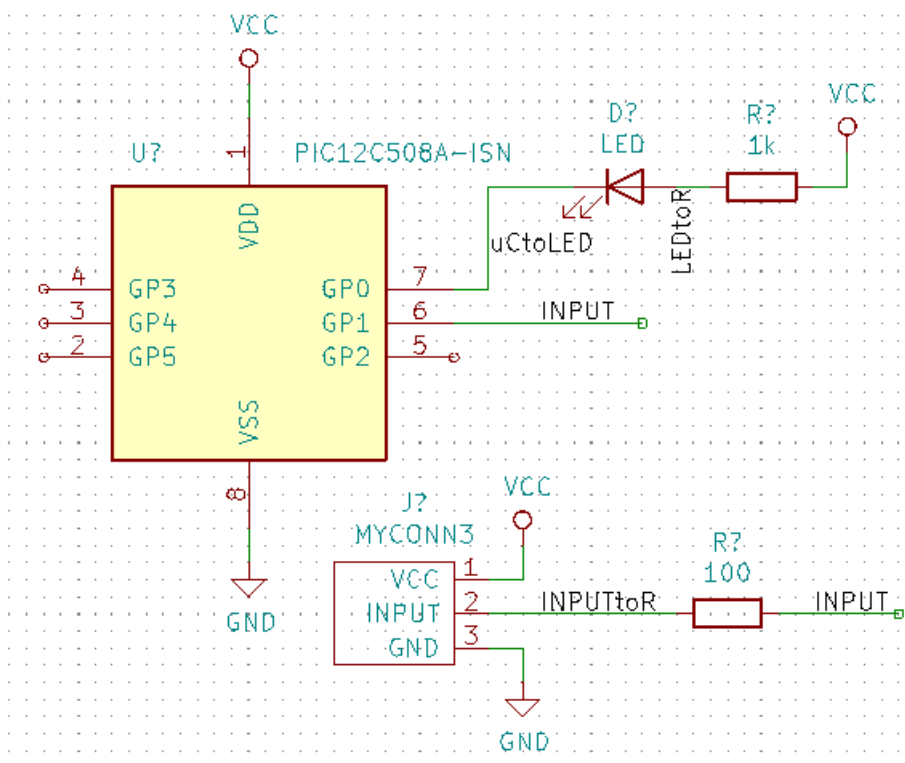 VCC
VCC
D?
R?
LED
1k
U?
1
PIC12C508A-ISN
VDD
LEDtoR
uCtoLED
4
GP3
GP0
7
3
GP4
GP1
6
INPUT
2
GP5
GP2
5
VSS
8
GND
VCC
J?
MYCONN3
R?
100
VCC
1
INPUT
2
INPUTtoR
INPUT
GND
3
GND